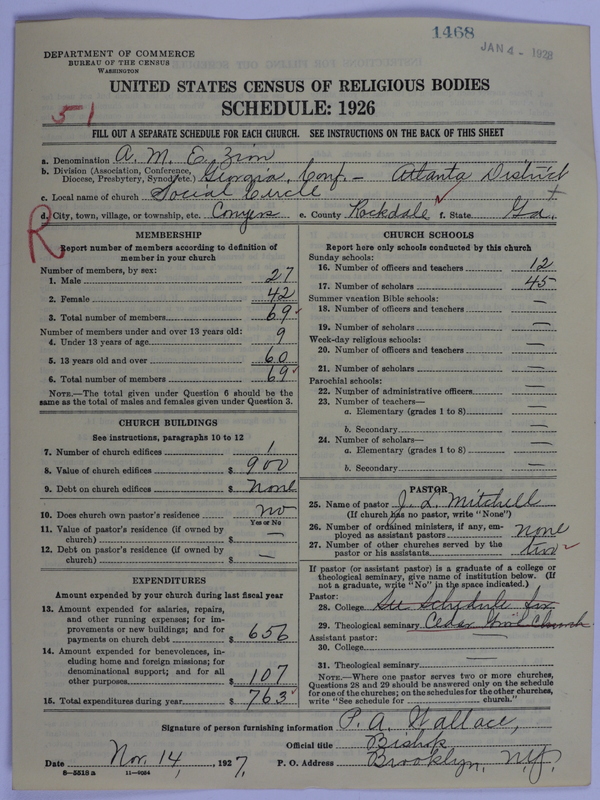 1468
JAN 4 - 1928
DEPARTMENT OF COMMERCE
BUREAU OF THE CENSUS
WASHINGTON
UNITED STATES CENSUS OF RELIGIOUS BODIES
SCHEDULE: 1926
51
FILL OUT A SEPARATE SCHEDULE FOR EACH CHURCH. SEE INSTRUCTIONS ON THE BACK OF THIS SHEET
a. Denomination A. M. E. Zion
b. Division (Association, Conference, Diocese, Presbytery, Synod, etc.) Georgia Conf. - Atlanta District
c. Local name of church Social Circle
d. City, town, village, or township, etc. Conyers e. County Rockdale f. State Ga.
R
MEMBERSHIP
Report number of members according to definition of
member in your church
Number of members, by sex:
1. Male 27
2. Female 42
3. Total number of members 69
Number of members under and over 13 years old:
4. Under 13 years of age 9
5. 13 years old and over 60
6. Total number of members 69
NOTE.—The total given under Question 6 should be
same as the total of males and females given under Question 3.
CHURCH BUILDINGS
See instructions, paragraphs 10 to 12
7. Number of church edifices 1
8. Value of church edifices $ 900
9. Debt on church edifices $ None
10. Does church own pastor's residence No
Yes or No
11. Value of pastor's residence (if owned by
church) $ —
12. Debt on pastor's residence (if owned by
church) $ —
EXPENDITURES
Amount expended by your church during last fiscal year
13. Amount expended for salaries, repairs,
and other running expenses; for im-
provements or new buildings; and for
payments on church debt $ 656
14. Amount expended for benevolences, in-
cluding home and foreign missions; for
denominational support; and for all
other purposes $ 107
15. Total expenditures during year $ 763
CHURCH SCHOOLS
Report here only schools conducted by this church
Sunday schools:
16. Number of officers and teachers 12
17. Number of scholars 45
Summer vacation Bible schools:
18. Number of officers and teachers —
19. Number of scholars —
Week-day religious schools:
20. Number of officers and teachers —
21. Number of scholars —
Parochial schools:
22. Number of administrative officers —
23. Number of teachers—
a. Elementary (grades 1 to 8) —
b. Secondary —
24. Number of scholars—
a. Elementary (grades 1 to 8) —
b. Secondary —
PASTOR
25. Name of pastor J. L. Mitchell
(If church has no pastor, write "None")
26. Number of ordained ministers, if any, em-
ployed as assistant pastors none
27. Number of other churches served by the
pastor or his assistants two
If pastor (or assistant pastor) is a graduate of a college or
theological seminary, give name of institution below. (If
not a graduate, write "No" in the space indicated.)
Pastor:
28. College See Schedule for
29. Theological seminary Cedar Church
Assistant pastor:
30. College —
31. Theological seminary —
NOTE.—Where one pastor serves two or more churches,
Questions 28 and 29 should be answered only on the schedule
for one of the churches; on the schedules for the other churches,
write "See schedule for church."
Signature of person furnishing information P. A. Wallace,
Official title Bishop
Date Nov. 14, 1927, P. O. Address Brooklyn, N.Y.
8—5518 a 11—9054